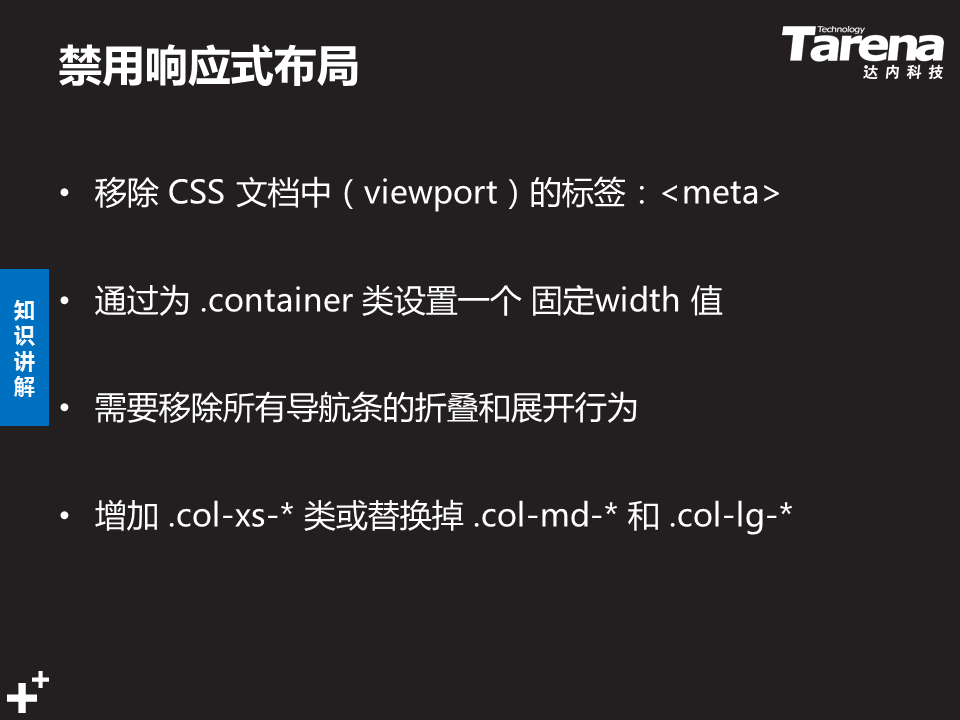 禁用响应式布局
Technology
Tarena
达内科技
• 移除 CSS 文档中（viewport）的标签：<meta>
• 通过为 .container 类设置一个 固定width 值
知识讲解
• 需要移除所有导航条的折叠和展开行为
• 增加 .col-xs-* 类或替换掉 .col-md-* 和 .col-lg-*